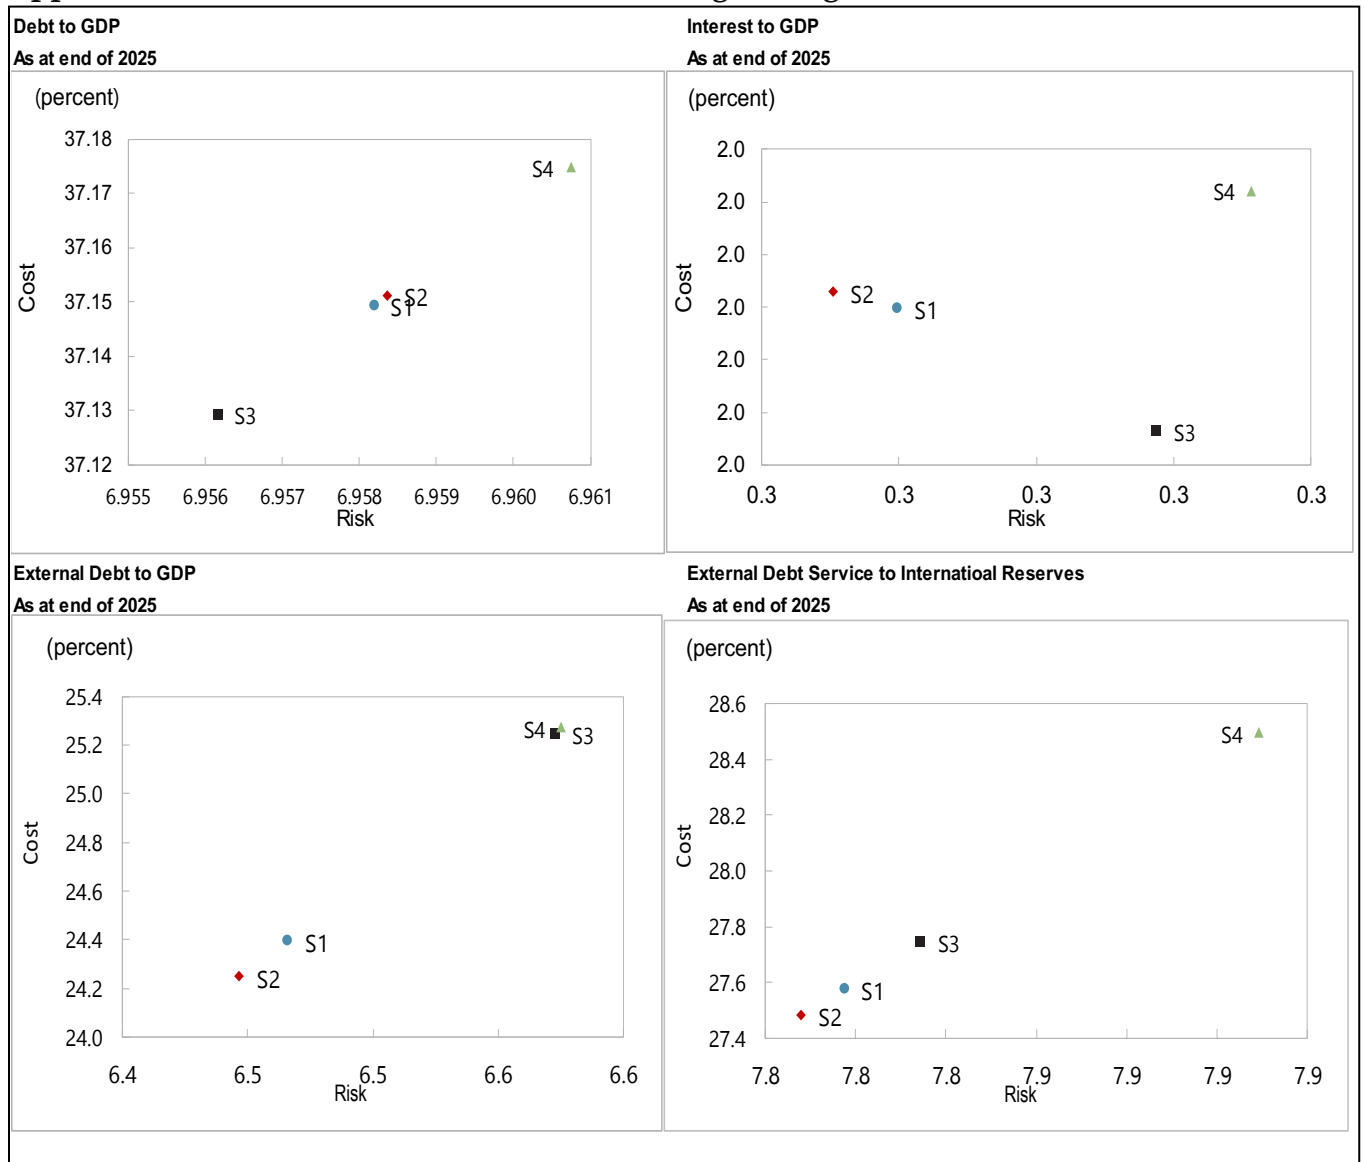 Debt to GDP
As at end of 2025
(percent)
37.18
37.17
37.16
37.15
37.14
37.13
37.12
Cost
S4
S2
S1
S3
6.955 6.956 6.957 6.958 6.959 6.960 6.961
Risk
Interest to GDP
As at end of 2025
(percent)
2.0
2.0
2.0
2.0
2.0
2.0
2.0
Cost
S4
S2
S1
S3
0.3 0.3 0.3 0.3 0.3
Risk
External Debt to GDP
As at end of 2025
(percent)
25.4
25.2
25.0
24.8
24.6
24.4
24.2
24.0
Cost
S4
S3
S1
S2
6.4 6.5 6.5 6.6 6.6
Risk
External Debt Service to Internatioal Reserves
As at end of 2025
(percent)
28.6
28.4
28.2
28.0
27.8
27.6
27.4
Cost
S4
S3
S1
S2
7.8 7.8 7.8 7.9 7.9 7.9 7.9
Risk